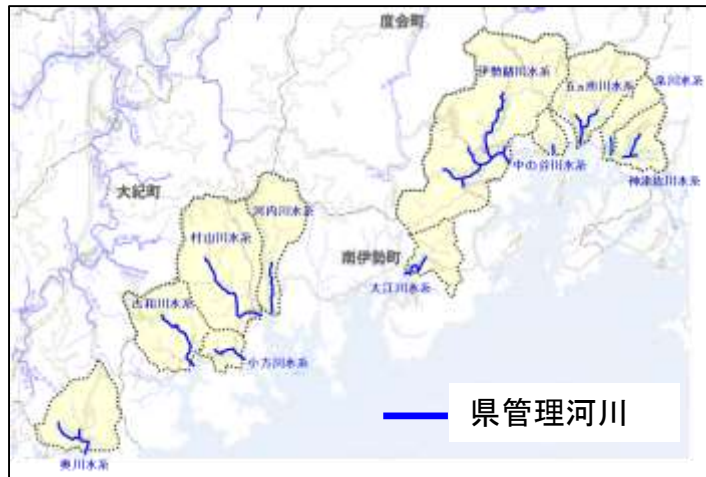 度会町
伊勢路川水系
五ヶ所川水系
泉川水系
中の谷川水系
神津佐川水系
大紀町
河内川水系
村山川水系
南伊勢町
大江川水系
古和川水系
小方川水系
県管理河川
奥川水系